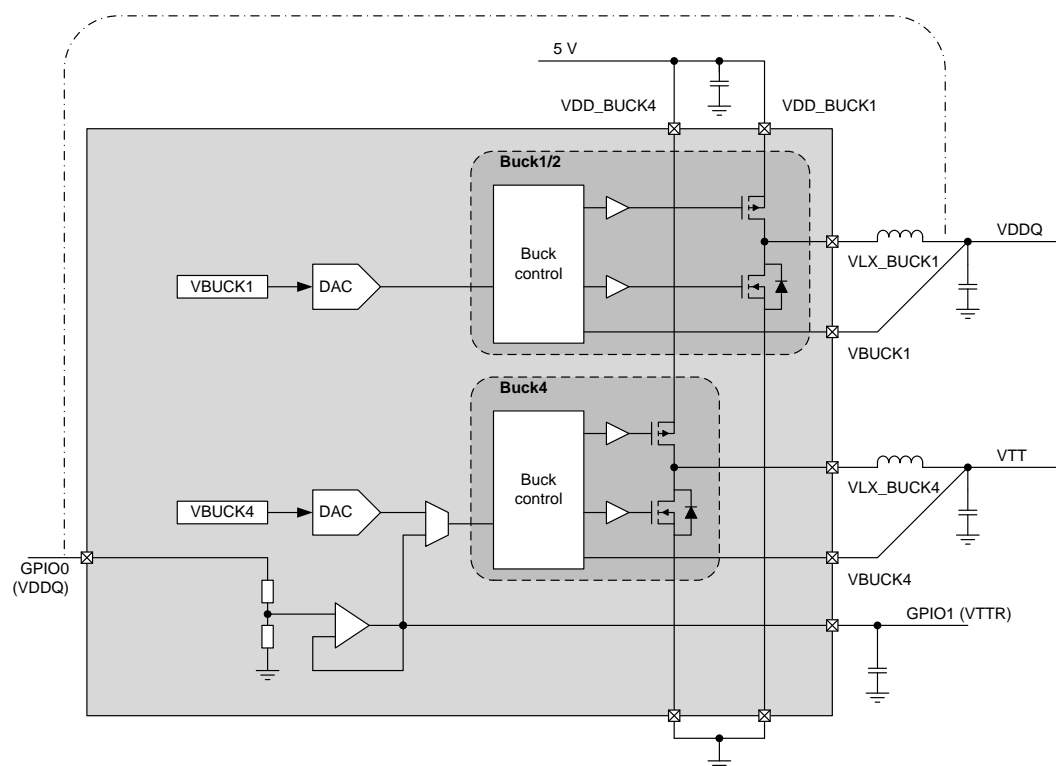 5 V
VDD_BUCK4
VDD_BUCK1
Buck1/2
Buck
control
VDDQ
VLX_BUCK1
VBUCK1
DAC
VBUCK1
Buck4
Buck
control
VTT
VLX_BUCK4
VBUCK4
DAC
GPIO0
(VDDQ)
VBUCK4
GPIO1 (VTTR)